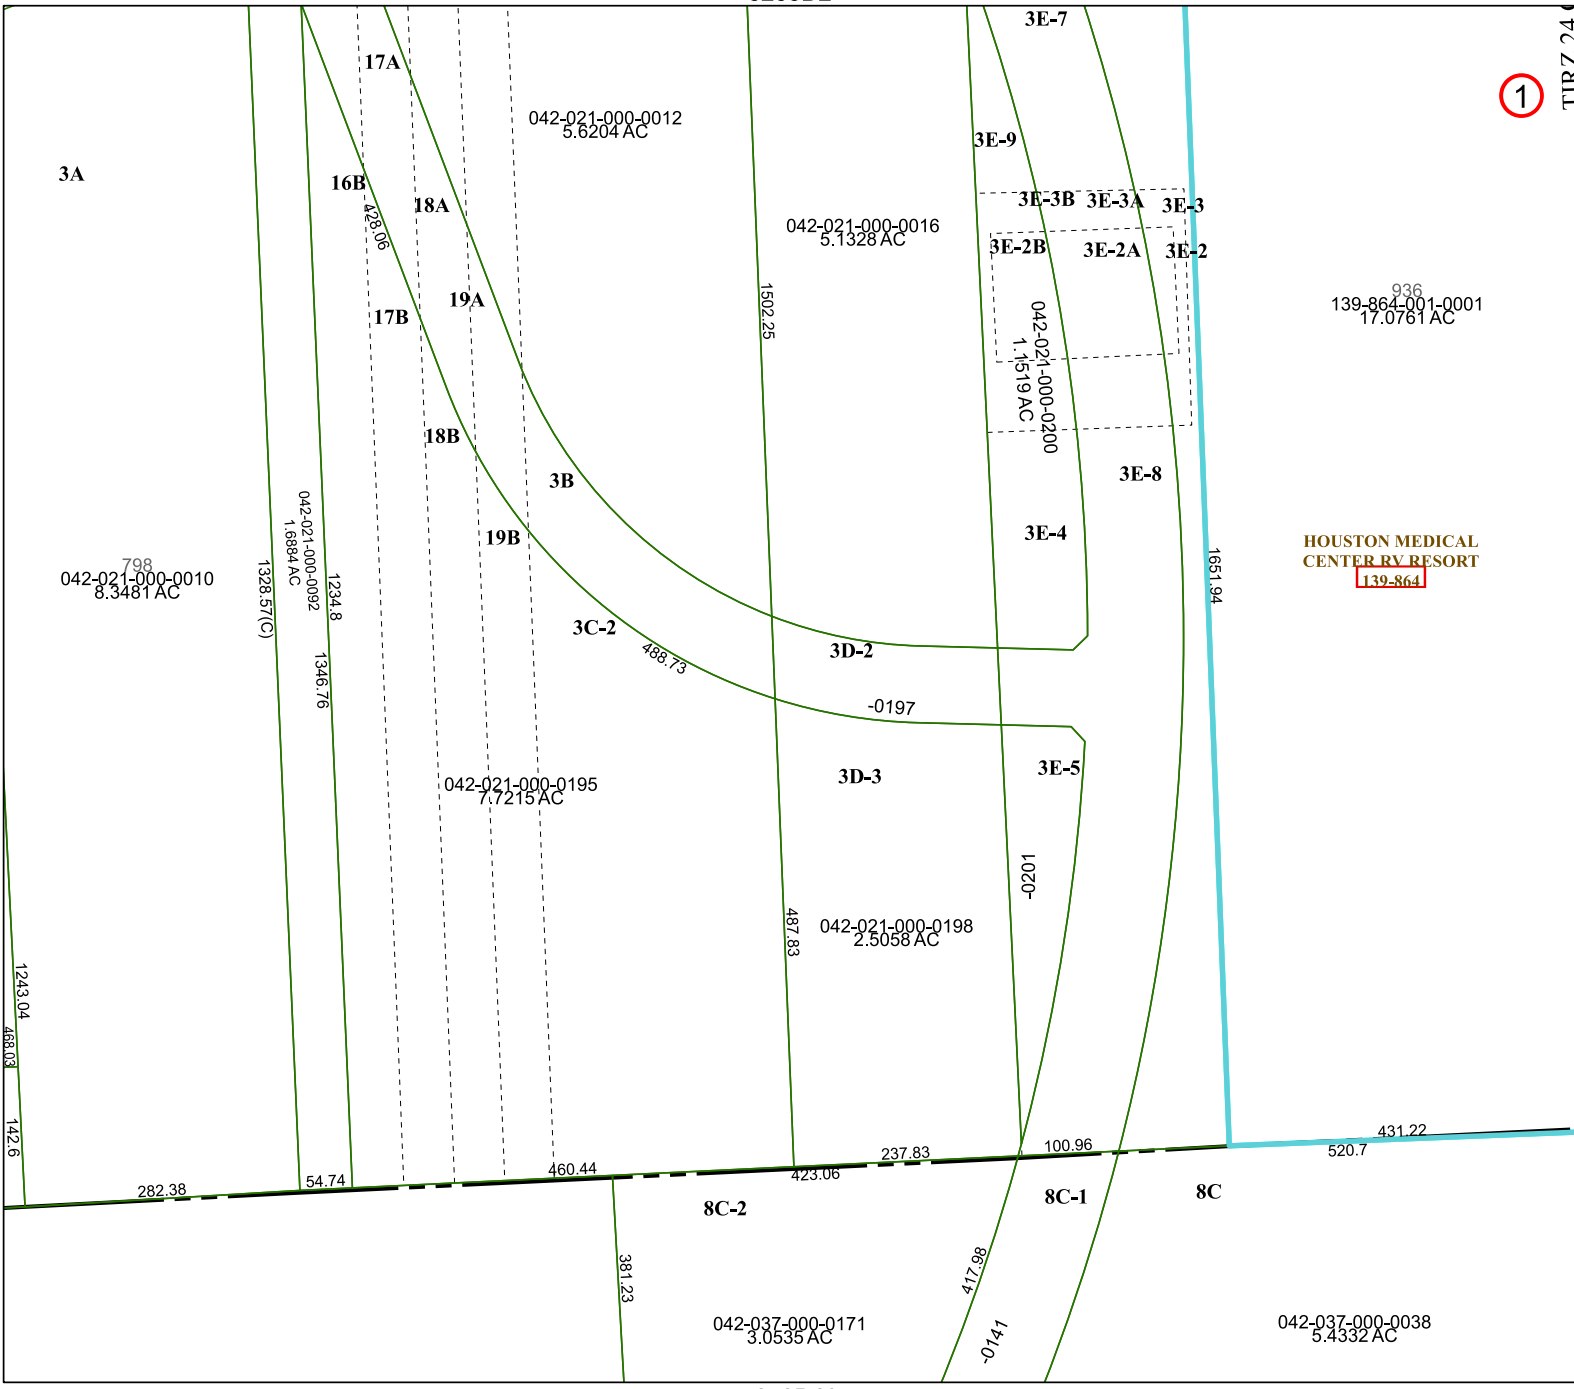 3E-7
TIRZ 24
1
17A
042-021-000-0012
5.6204 AC
3A
3E-9
16B
428.06
18A
3E-3B
3E-3A
3E-3
042-021-000-0016
5.1328 AC
3E-2B
3E-2A
3E-2
936
139-864-001-0001
17.0761 AC
19A
17B
1502.25
042-021-000-0200
1.1519 AC
18B
3B
3E-8
19B
3E-4
HOUSTON MEDICAL
CENTER RV RESORT
139-864
798
042-021-000-0010
8.3481 AC
1328.57(C)
042-021-000-0092
1.6884 AC
1234.8
1346.76
1651.94
3C-2
488.73
3D-2
-0197
3D-3
3E-5
042-021-000-0195
7.7215 AC
-0201
487.83
042-021-000-0198
2.5058 AC
1243.04
468.03
142.6
282.38
54.74
460.44
423.06
237.83
100.96
431.22
520.7
8C-2
8C-1
8C
381.23
417.98
-0141
042-037-000-0171
3.0535 AC
042-037-000-0038
5.4332 AC